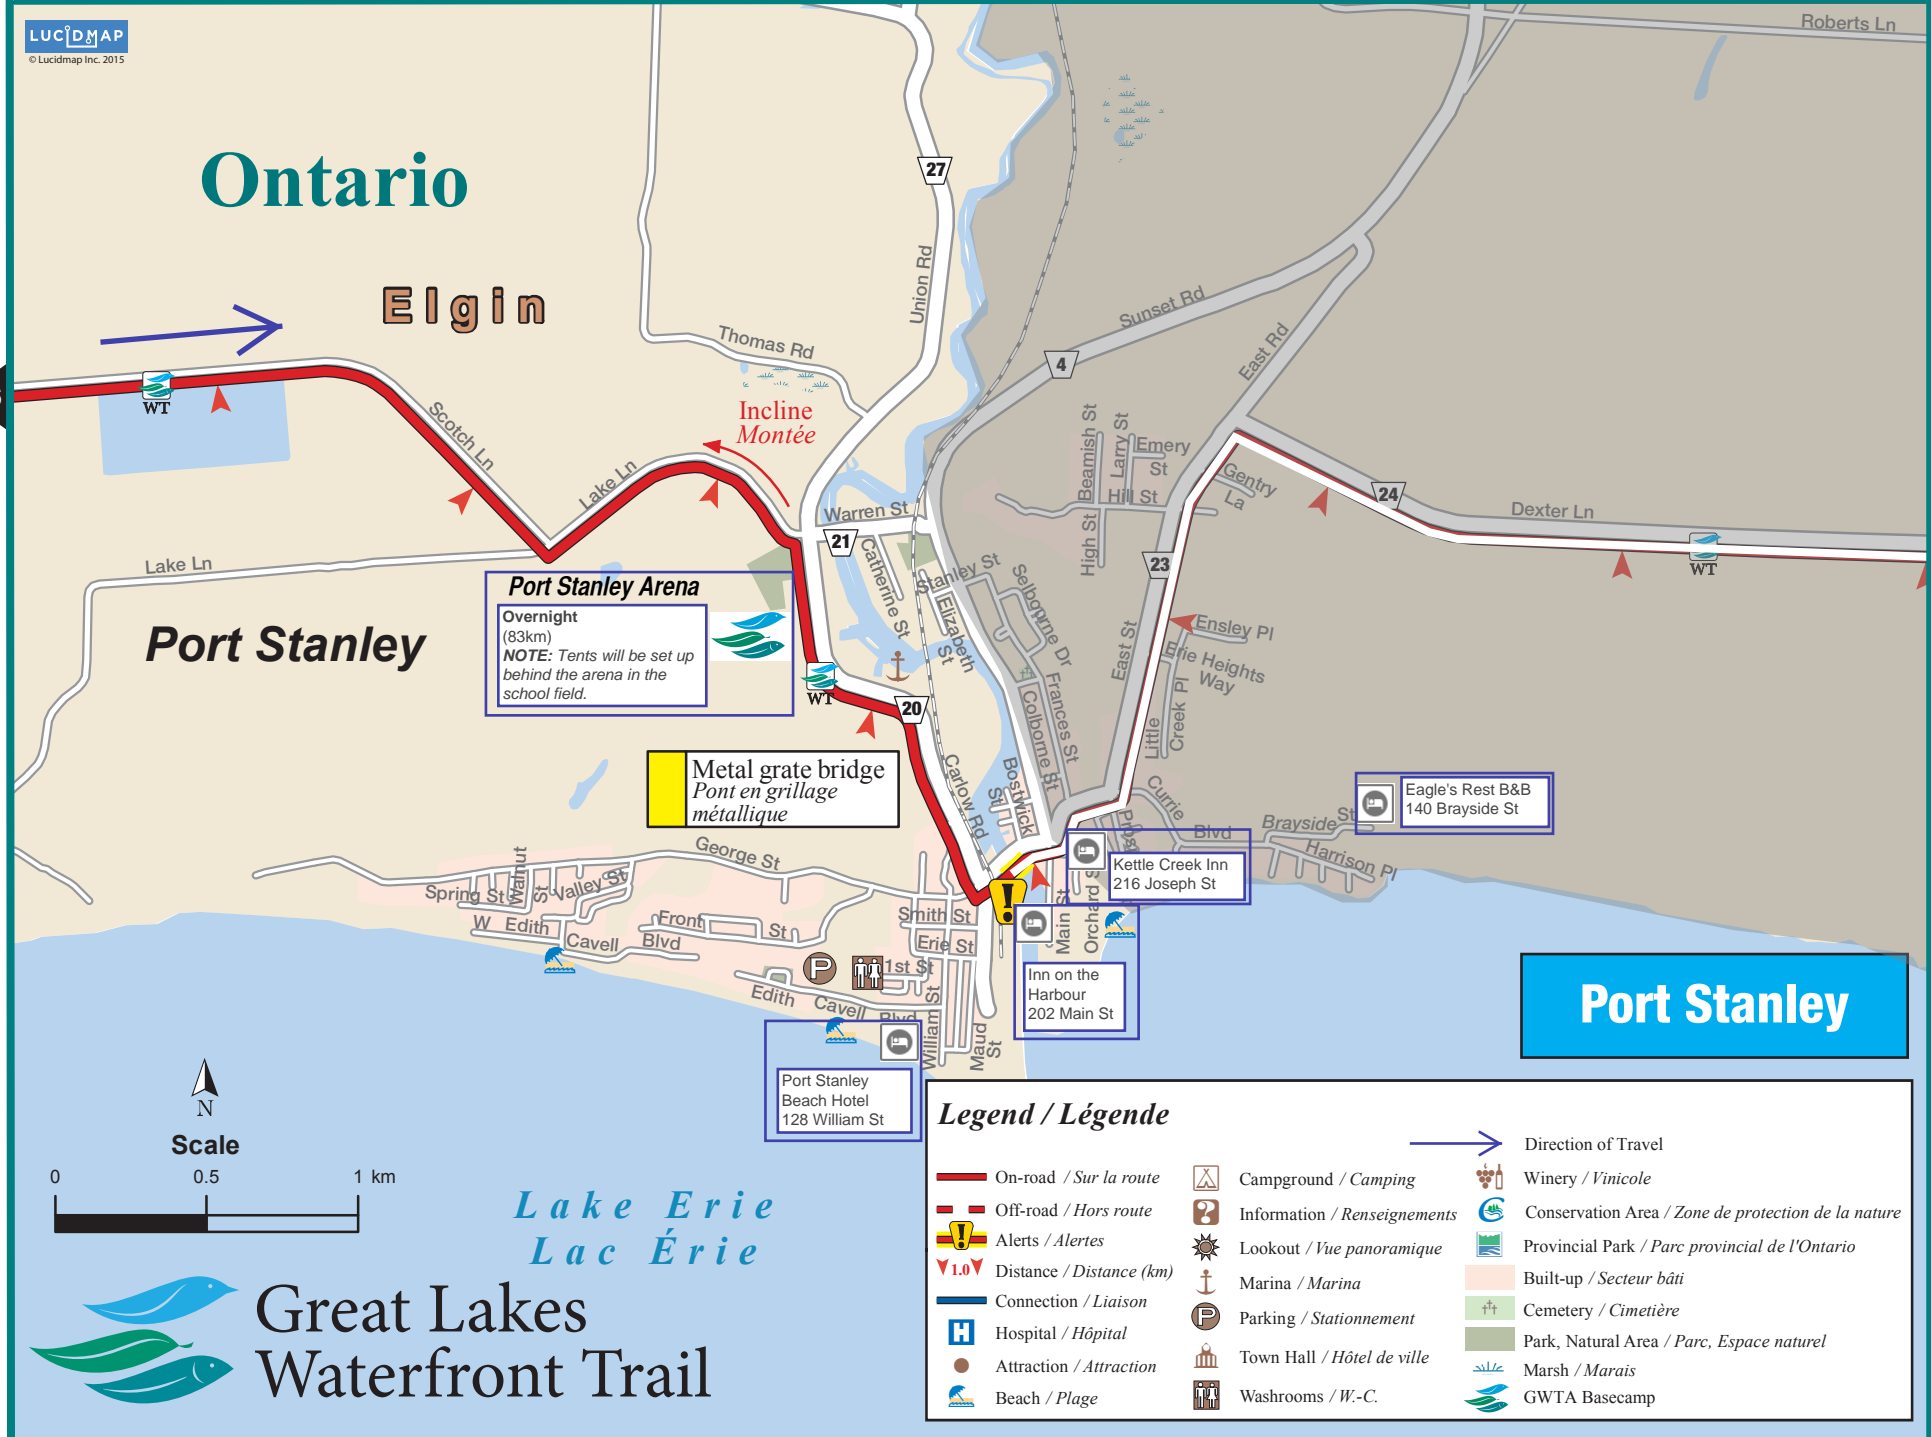 LUCIDMAP
© Lucidmap Inc. 2015
Roberts Ln
Ontario
27
Elgin
Union Rd
Sunset Rd
Thomas Rd
4
East Rd
WT
Scotch Ln
Incline
Montée
Lake Ln
Beamish St
Larry St
Emery
St
Gentry
La
Hill St
High St
24
Dexter Ln
WT
Warren St
21
Lake Ln
Catherine St
Stanley St
Selbourne Dr
23
Port Stanley Arena
Overnight
(83km)
NOTE: Tents will be set up
behind the arena in the
school field.
Port Stanley
Elizabeth
St
East St
Ensley Pl
Erie Heights
Way
WT
20
Colborne St
Frances St
Little
Creek Pl
Metal grate bridge
Pont en grillage
métallique
Carlow Rd
Bostwick
St
Currie
Blvd
Brayside
St
Harrison Pl
Eagle's Rest B&B
140 Brayside St
George St
Kettle Creek Inn
216 Joseph St
Spring St
Walnut
St
Valley St
W Edith
Cavell
Blvd
Front
St
Smith St
Erie St
1st St
Main St
Orchard S
Edith
Cavell
Blvd
William St
Maud
St
Inn on the
Harbour
202 Main St
Port Stanley
Port Stanley
Beach Hotel
128 William St
N
Scale
0 0.5 1 km
Lake Erie
Lac Érie
Great Lakes
Waterfront Trail
Legend / Légende
On-road / Sur la route
Off-road / Hors route
Alerts / Alertes
1.0 Distance / Distance (km)
Connection / Liaison
H Hospital / Hôpital
Attraction / Attraction
Beach / Plage
Campground / Camping
? Information / Renseignements
Lookout / Vue panoramique
Marina / Marina
P Parking / Stationnement
Town Hall / Hôtel de ville
Washrooms / W.-C.
Direction of Travel
Winery / Vinicole
Conservation Area / Zone de protection de la nature
Provincial Park / Parc provincial de l'Ontario
Built-up / Secteur bâti
Cemetery / Cimetière
Park, Natural Area / Parc, Espace naturel
Marsh / Marais
GWTA Basecamp